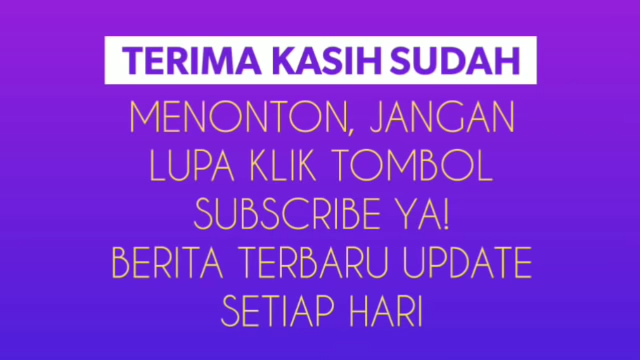 TERIMA KASIH SUDAH
MENONTON, JANGAN
LUPA KLIK TOMBOL
SUBSCRIBE YA!
BERITA TERBARU UPDATE
SETIAP HARI